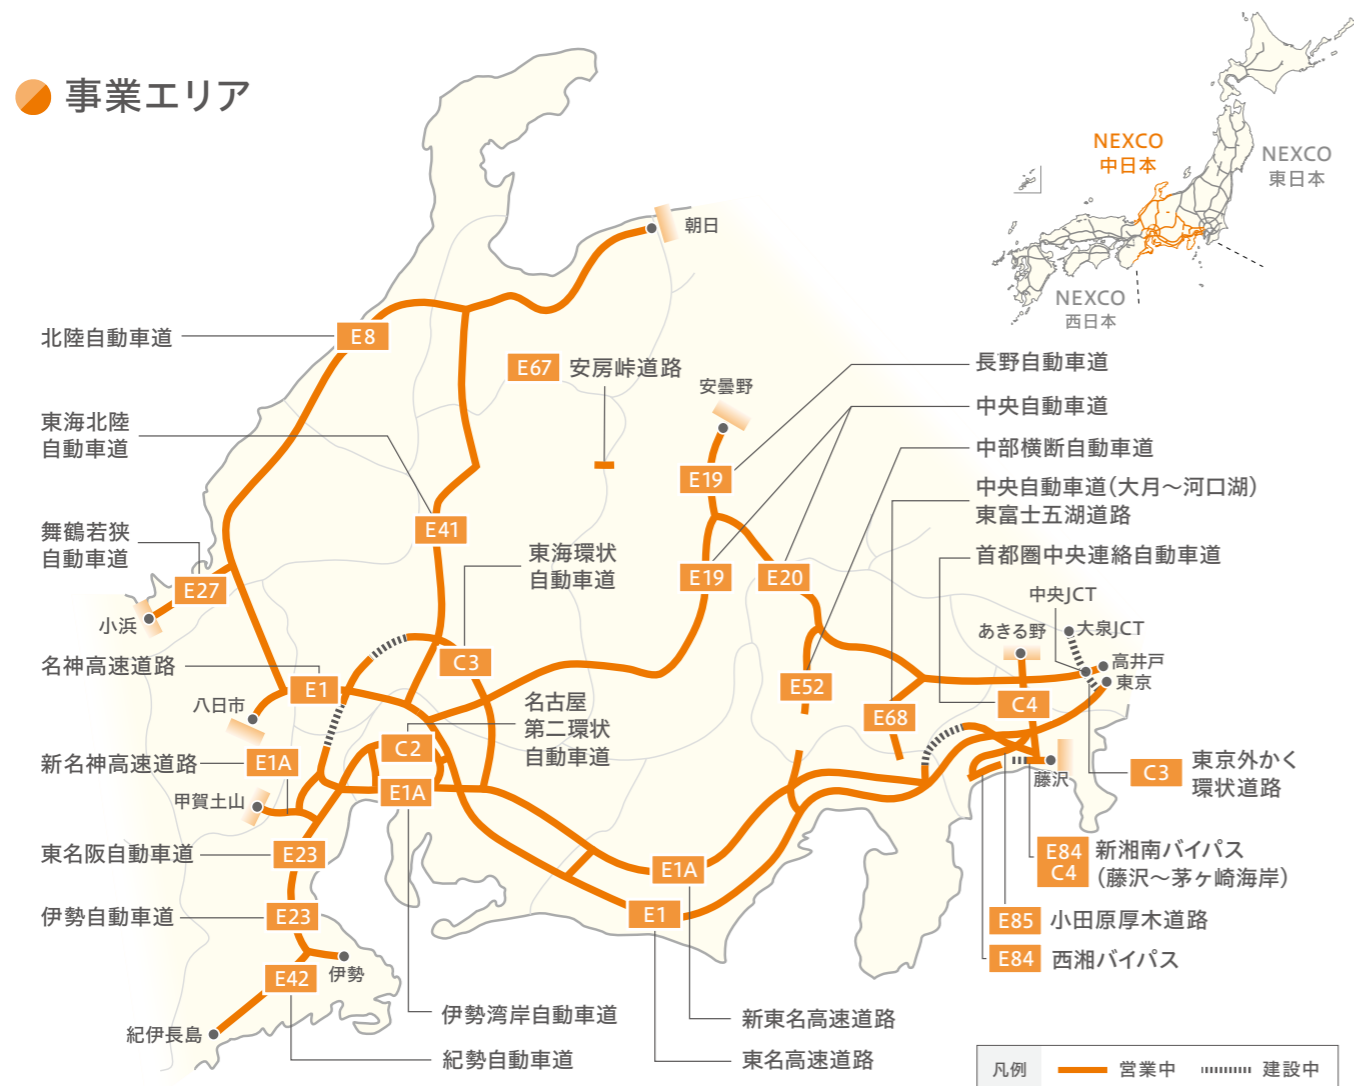 事業エリア
NEXCO
中日本
NEXCO
東日本
NEXCO
西日本
朝日
北陸自動車道
E8
E67
安房峠道路
安曇野
長野自動車道
中央自動車道
東海北陸
自動車道
中部横断自動車道
E19
中央自動車道(大月～河口湖)
東富士五湖道路
舞鶴若狭
自動車道
E41
東海環状
自動車道
首都圏中央連絡自動車道
E27
E19
E20
中央JCT
小浜
あきる野
大泉JCT
名神高速道路
C3
高井戸
東京
E1
E52
八日市
名古屋
第二環状
自動車道
C4
E68
C2
新名神高速道路
E1A
E1A
藤沢
C3
東京外かく
環状道路
甲賀土山
東名阪自動車道
E23
E1A
E84
C4
新湘南バイパス
(藤沢～茅ヶ崎海岸)
伊勢自動車道
E23
E1
E85
小田原厚木道路
E84
西湘バイパス
伊勢
E42
紀伊長島
伊勢湾岸自動車道
新東名高速道路
紀勢自動車道
東名高速道路
凡例
営業中
建設中